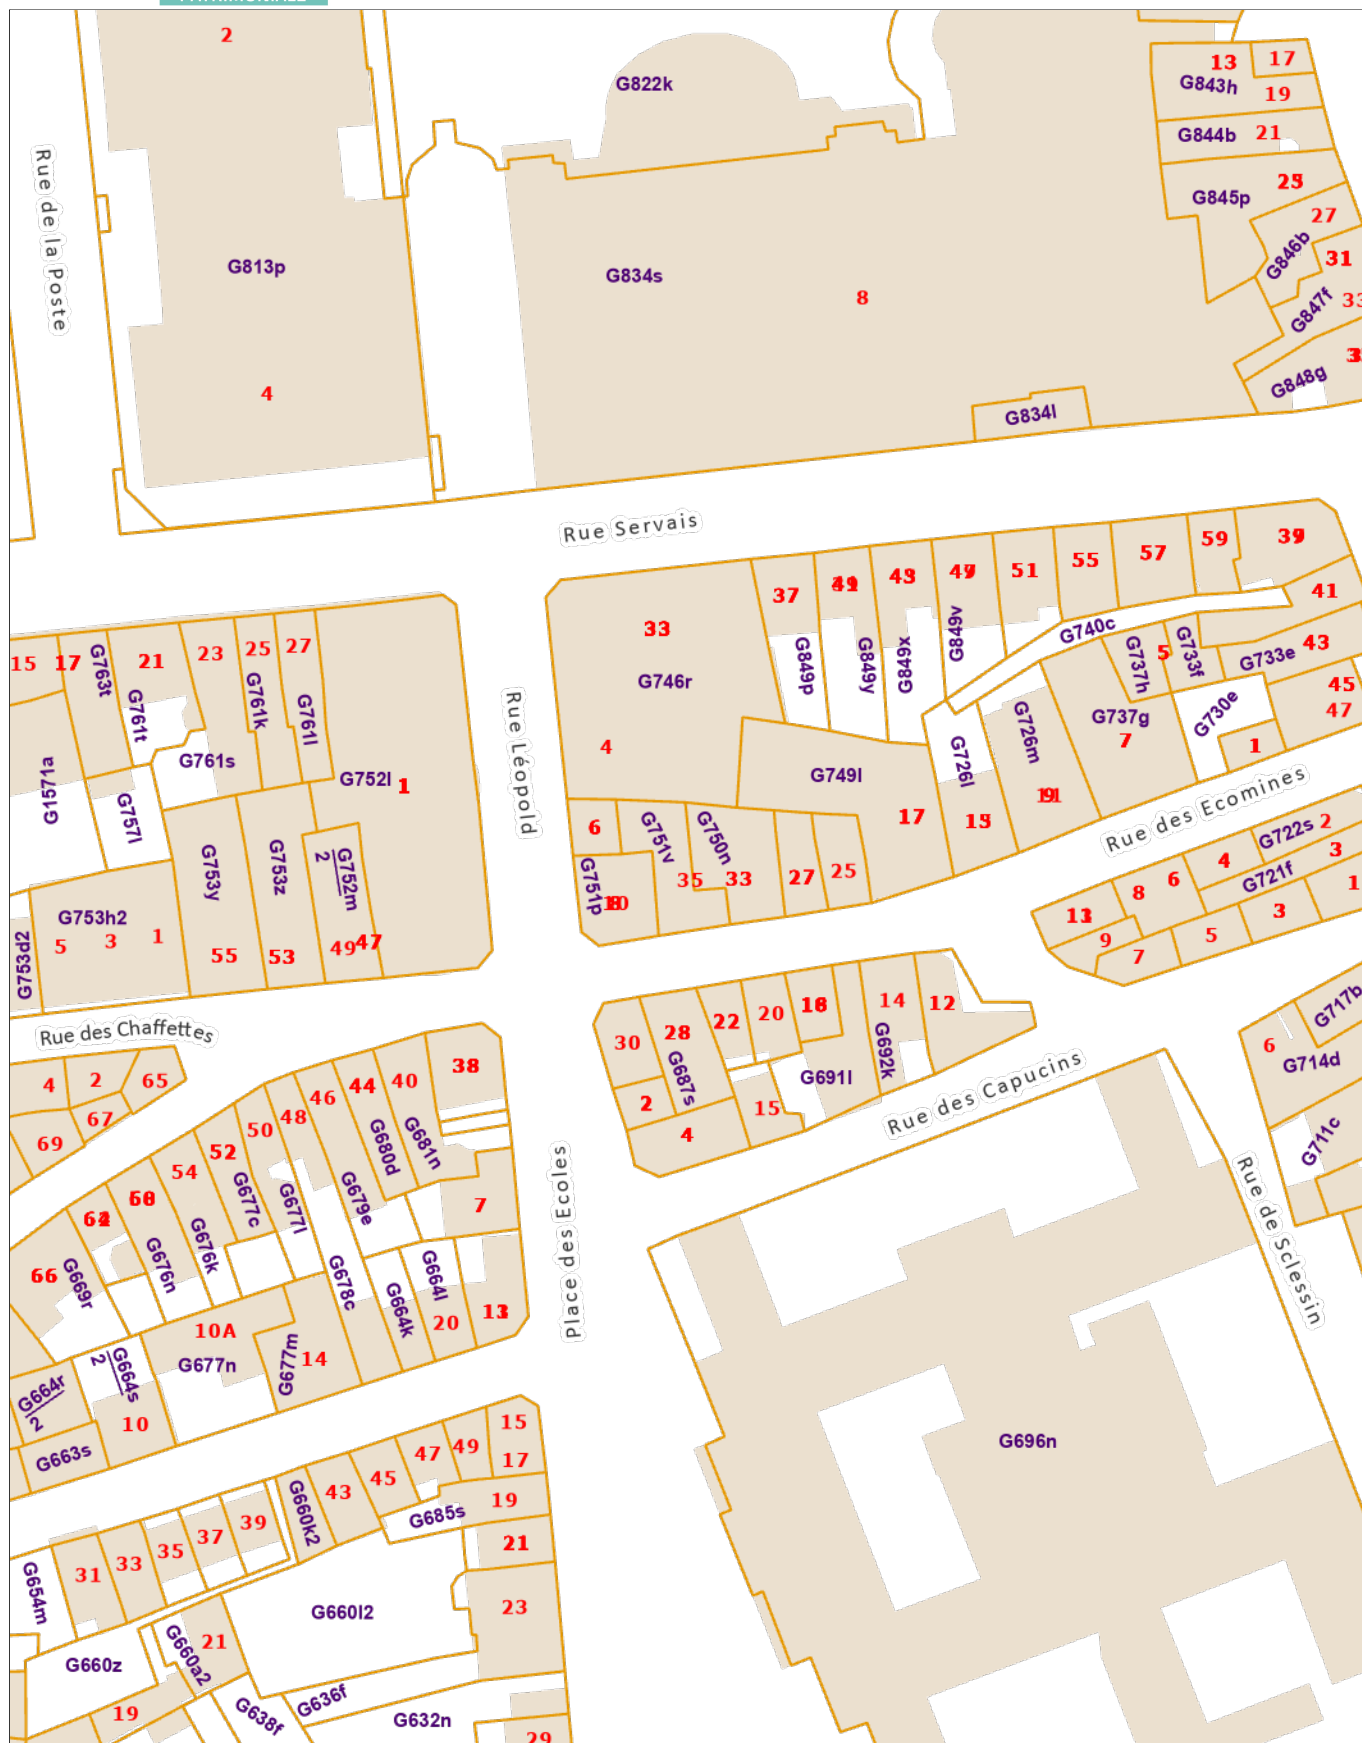 2
G822k
13
17
G843h
19
G844b
21
Rue de la Poste
G845p
25
27
G846b
31
G813p
G834s
8
G847f
33
4
G848g
G834l
Rue Servais
37
43
51
55
57
59
41
33
15
17
G763t
21
23
25
27
G761t
G761k
G761l
G761s
G752l
1
G1571a
G757l
G746r
4
G849p
G849y
G849x
G849v
G740c
G737h
5
G733f
G733e
43
45
47
G730e
1
G737g
7
G726m
G726l
G749l
17
Rue Léopold
6
G751v
G750n
35
33
27
25
G751p
Rue des Ecomines
G753y
G753z
G752m
2
G753h2
5
3
1
55
53
49
47
G753d2
Rue des Chaffettes
G722s
2
3
1
G721f
4
6
8
9
7
5
3
30
28
22
20
14
12
G692k
G687s
2
4
15
G691l
Rue des Capucins
G717b
6
G714d
G711c
Rue de Sclessin
4
2
65
67
69
38
40
44
46
48
50
52
54
G681n
G680d
G679e
G677l
G677c
G676k
G676n
66
G669r
7
Place des Ecoles
G678c
G664k
G664l
20
10A
G677n
G677m
14
G664s
2
G664r
2
10
G663s
G696n
15
17
49
47
45
43
19
G685s
G660k2
39
37
35
33
31
G654m
21
23
G660l2
G660z
G660a2
21
19
G638f
G636f
G632n
29